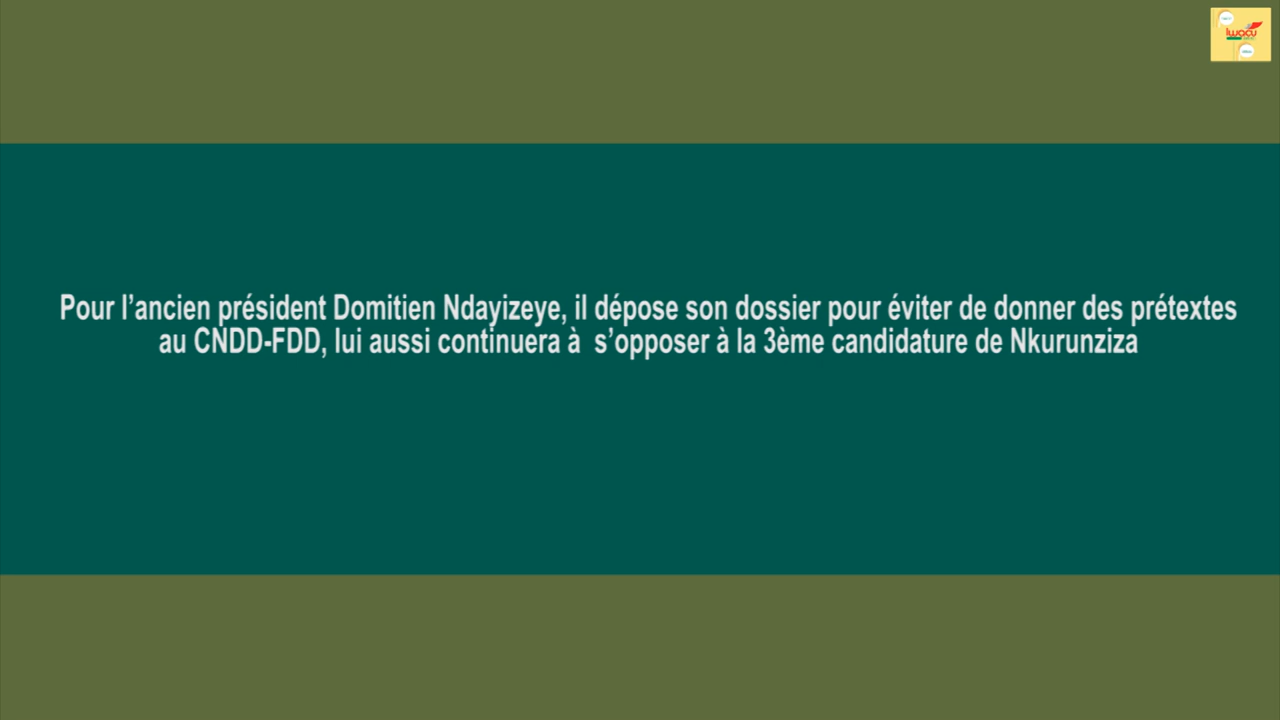 Iwacu
Pour l’ancien président Domitien Ndayizeye, il dépose son dossier pour éviter de donner des prétextes
au CNDD-FDD, lui aussi continuera à  s’opposer à la 3ème candidature de Nkurunziza